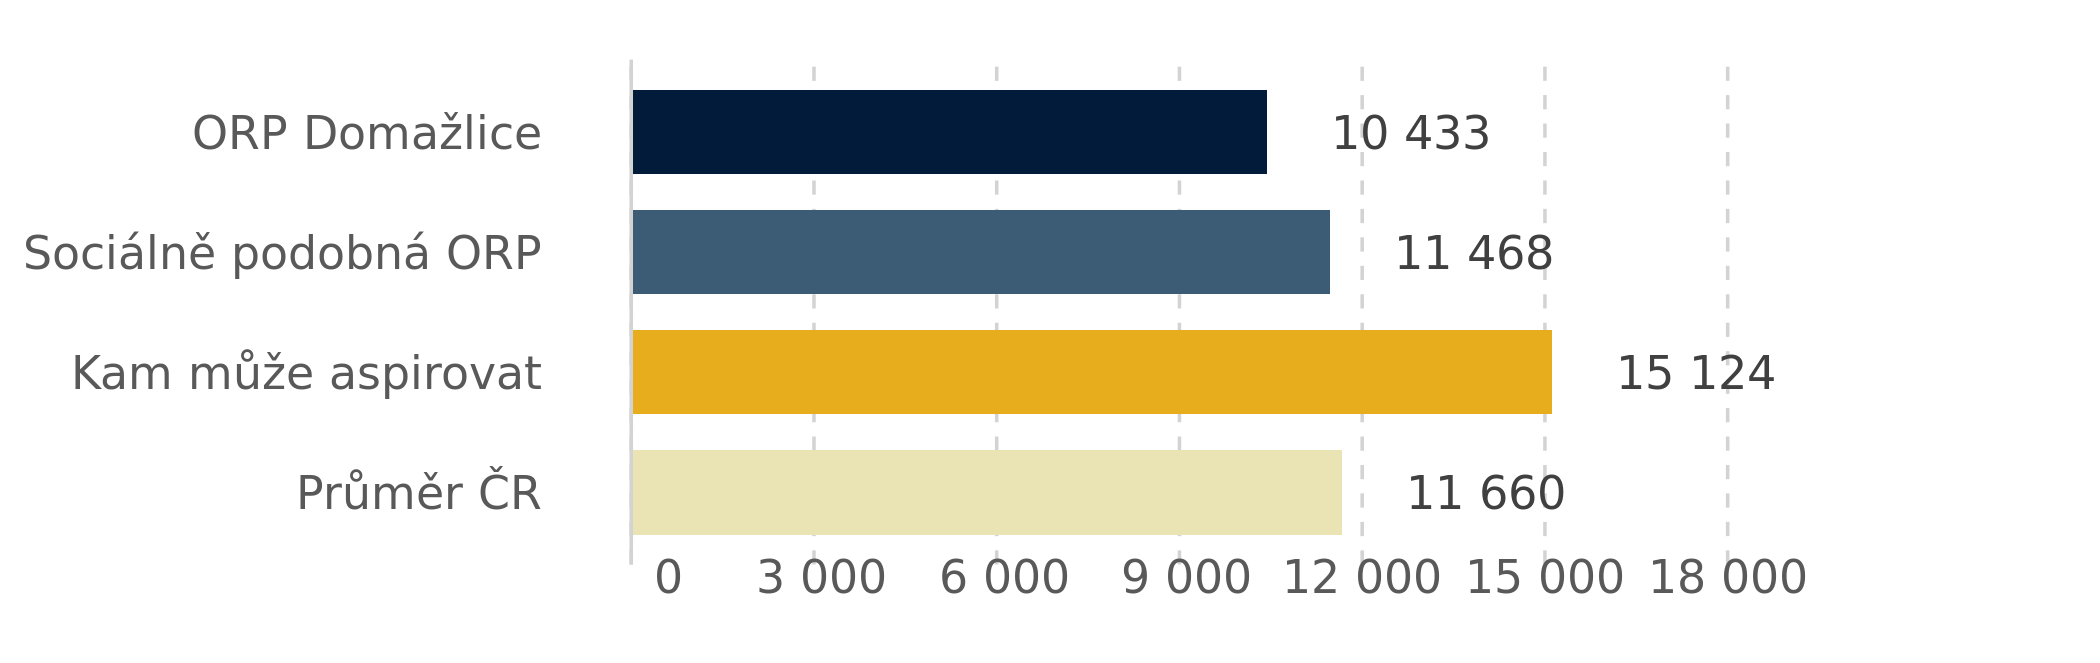 ORP Domažlice 10 433
Sociálně podobná ORP 11 468
Kam může aspirovat 15 124
Průměr ČR 11 660
0 3 000 6 000 9 000 12 000 15 000 18 000